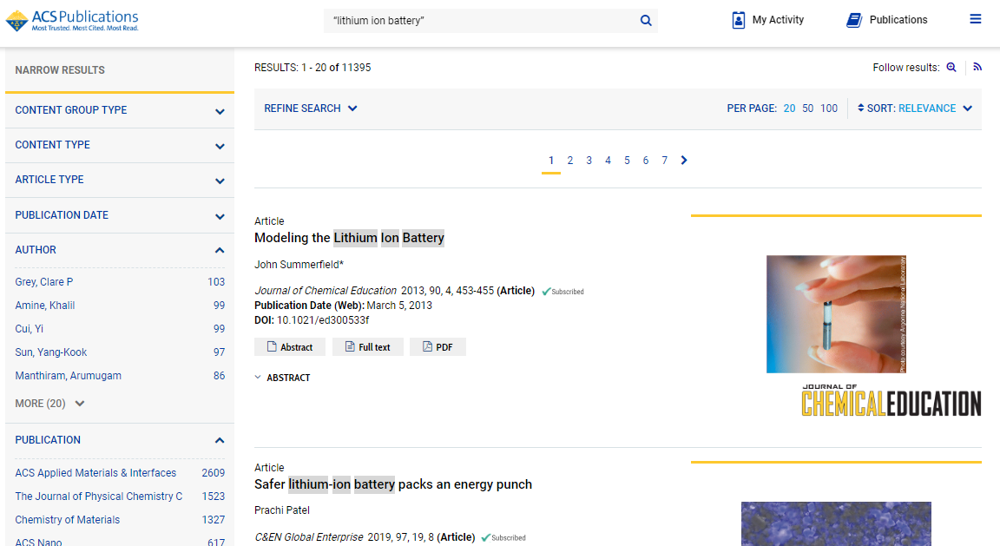 ACS Publications
Most Trusted. Most Cited. Most Read.
"lithium ion battery"
My Activity
Publications
NARROW RESULTS
CONTENT GROUP TYPE
CONTENT TYPE
ARTICLE TYPE
PUBLICATION DATE
AUTHOR
Grey, Clare P 103
Amine, Khalil 99
Cui, Yi 99
Sun, Yang-Kook 97
Manthiram, Arumugam 86
MORE (20)
PUBLICATION
ACS Applied Materials & Interfaces 2609
The Journal of Physical Chemistry C 1523
Chemistry of Materials 1327
ACS Nano 617
RESULTS: 1 - 20 of 11395
Follow results:
REFINE SEARCH
PER PAGE: 20 50 100
SORT: RELEVANCE
1 2 3 4 5 6 7
Article
Modeling the Lithium Ion Battery
John Summerfield*
Journal of Chemical Education 2013, 90, 4, 453-455 (Article) Subscribed
Publication Date (Web): March 5, 2013
DOI: 10.1021/ed300533f
Abstract Full text PDF
ABSTRACT
Photo courtesy Argonne National Laboratory
JOURNAL OF
CHEMICALEDUCATION
Article
Safer lithium-ion battery packs an energy punch
Prachi Patel
C&EN Global Enterprise 2019, 97, 19, 8 (Article) Subscribed